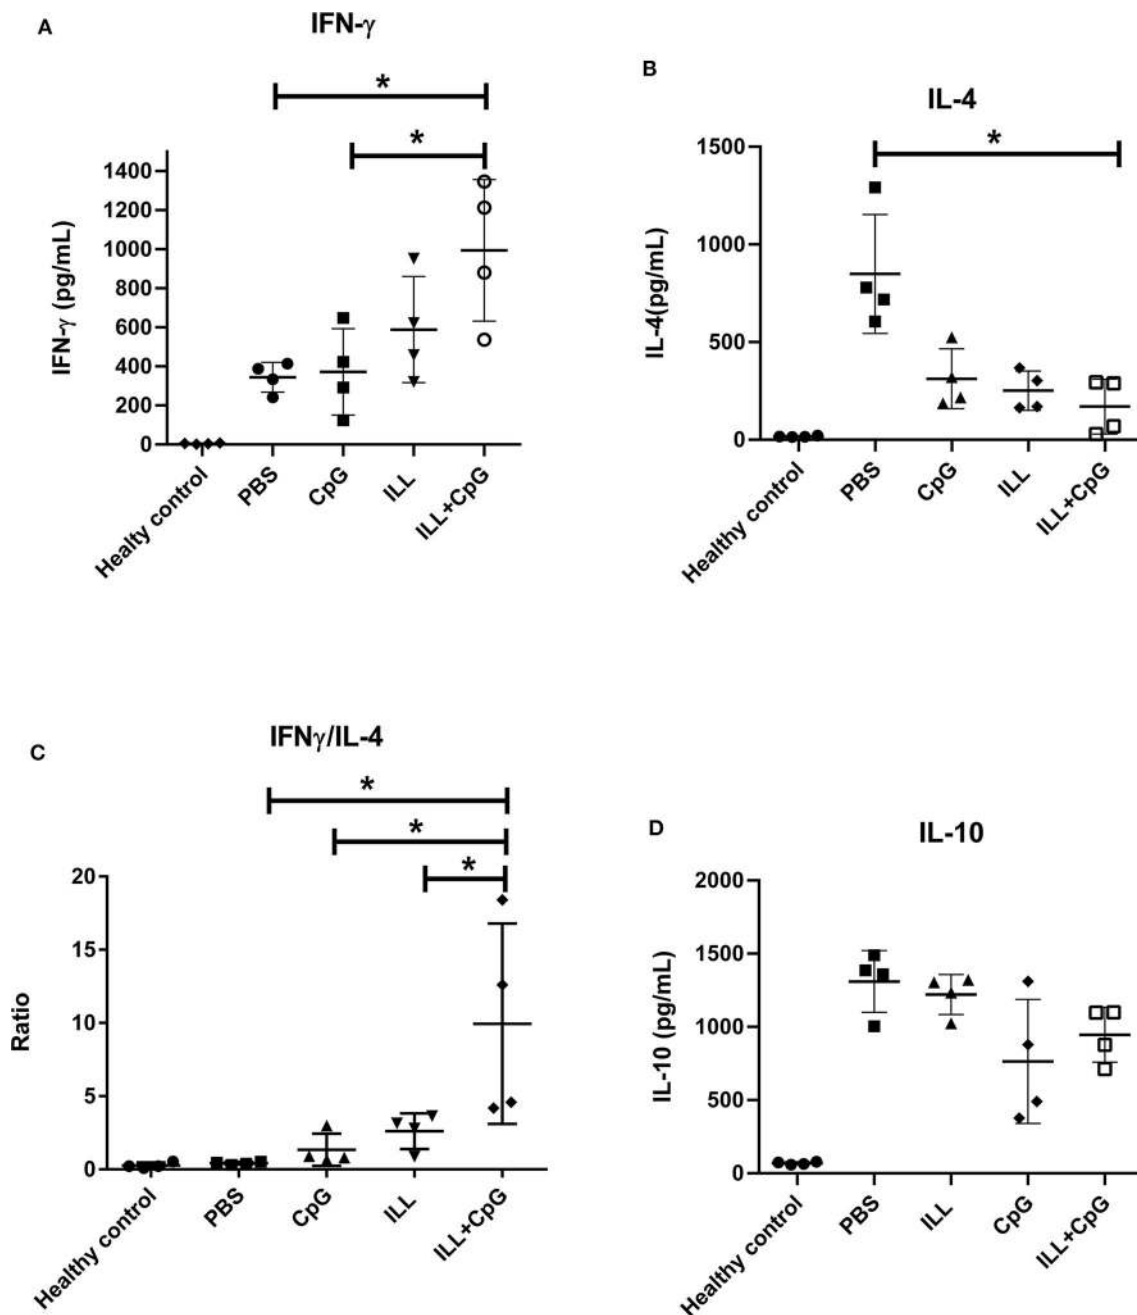 A
IFN-γ
*
*
IFN-γ (pg/mL)
1400
1200
1000
800
600
400
200
0
Healty control
PBS
CpG
ILL
ILL+CpG
B
IL-4
*
IL-4(pg/mL)
1500
1000
500
0
Healthy control
PBS
CpG
ILL
ILL+CpG
C
IFNγ/IL-4
*
*
*
Ratio
20
15
10
5
0
Healthy control
PBS
CpG
ILL
ILL+CpG
D
IL-10
IL-10 (pg/mL)
2000
1500
1000
500
0
Healthy control
PBS
ILL
CpG
ILL+CpG